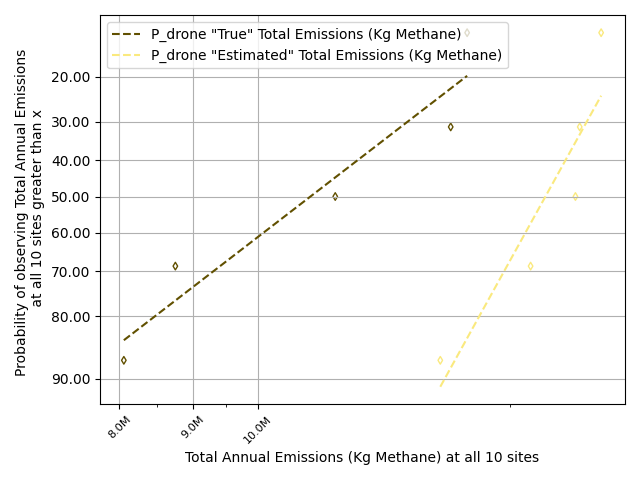 P_drone "True" Total Emissions (Kg Methane)
P_drone "Estimated" Total Emissions (Kg Methane)
Probability of observing Total Annual Emissions
at all 10 sites greater than x
20.00
30.00
40.00
50.00
60.00
70.00
80.00
90.00
8.0M
9.0M
10.0M
Total Annual Emissions (Kg Methane) at all 10 sites